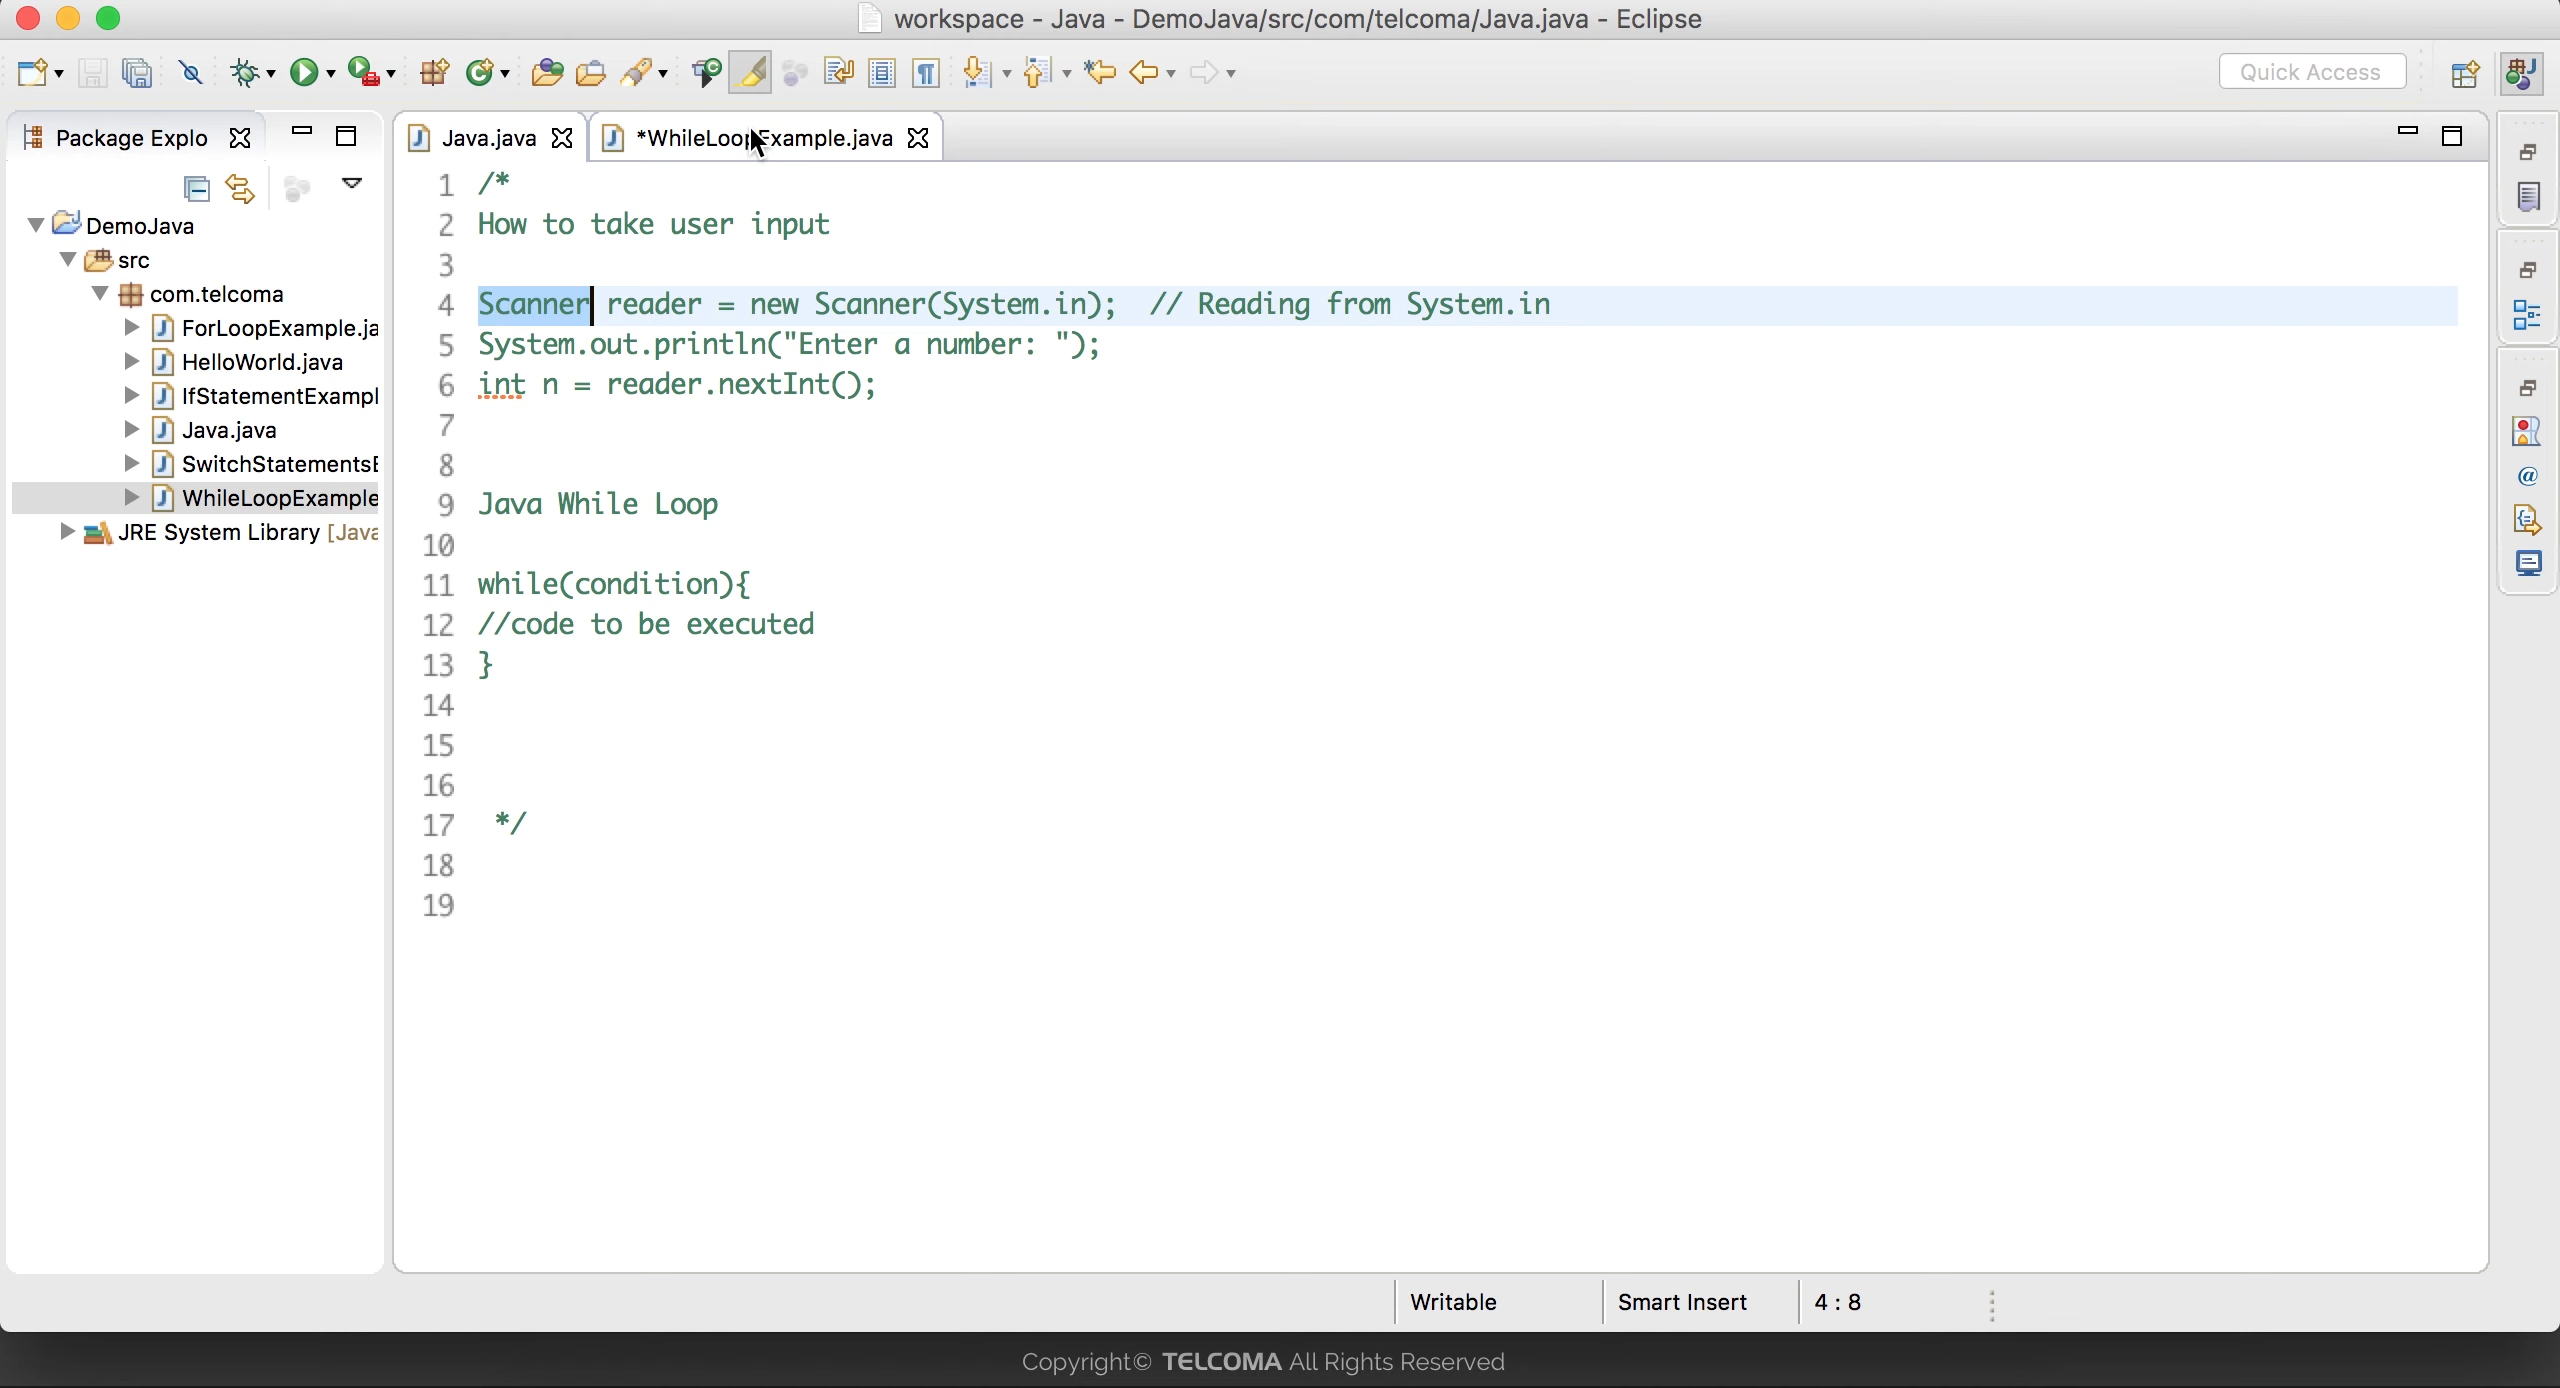 workspace - Java - DemoJava/src/com/telcoma/Java.java - Eclipse
Quick Access
Package Explo
Java.java
*WhileLoopExample.java
DemoJava
src
com.telcoma
ForLoopExample.ja
HelloWorld.java
IfStatementExampl
Java.java
SwitchStatementsE
WhileLoopExample
JRE System Library [Java
1 /*
2 How to take user input
3
4 Scanner reader = new Scanner(System.in);  // Reading from System.in
5 System.out.println("Enter a number: ");
6 int n = reader.nextInt();
7
8
9 Java While Loop
10
11 while(condition){
12 //code to be executed
13 }
14
15
16
17  */
18
19
Writable
Smart Insert
4 : 8
Copyright© TELCOMA All Rights Reserved